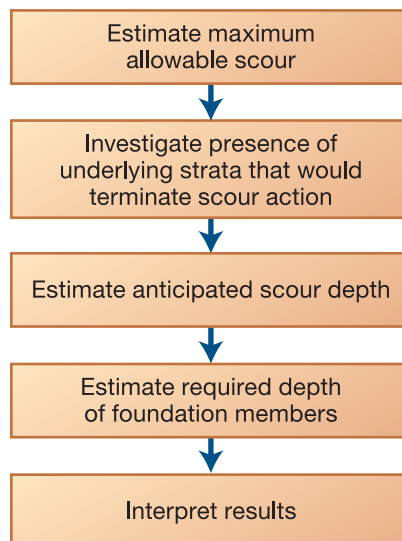 Estimate maximum
allowable scour
Investigate presence of
underlying strata that would
terminate scour action
Estimate anticipated scour depth
Estimate required depth
of foundation members
Interpret results